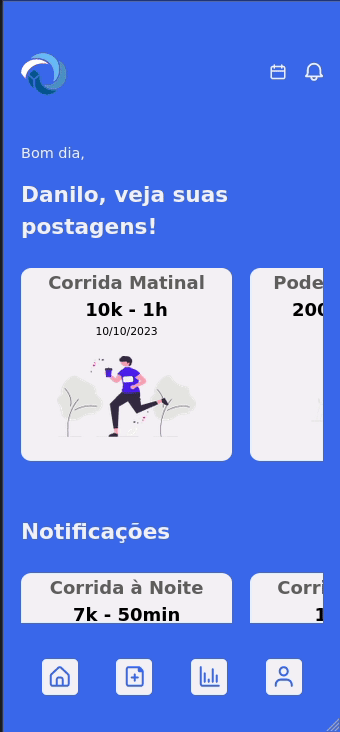 Bom dia,
Danilo, veja suas
postagens!
Corrida Matinal
10k - 1h
10/10/2023
Pode
200
Notificações
Corrida à Noite
7k - 50min
Corri
1